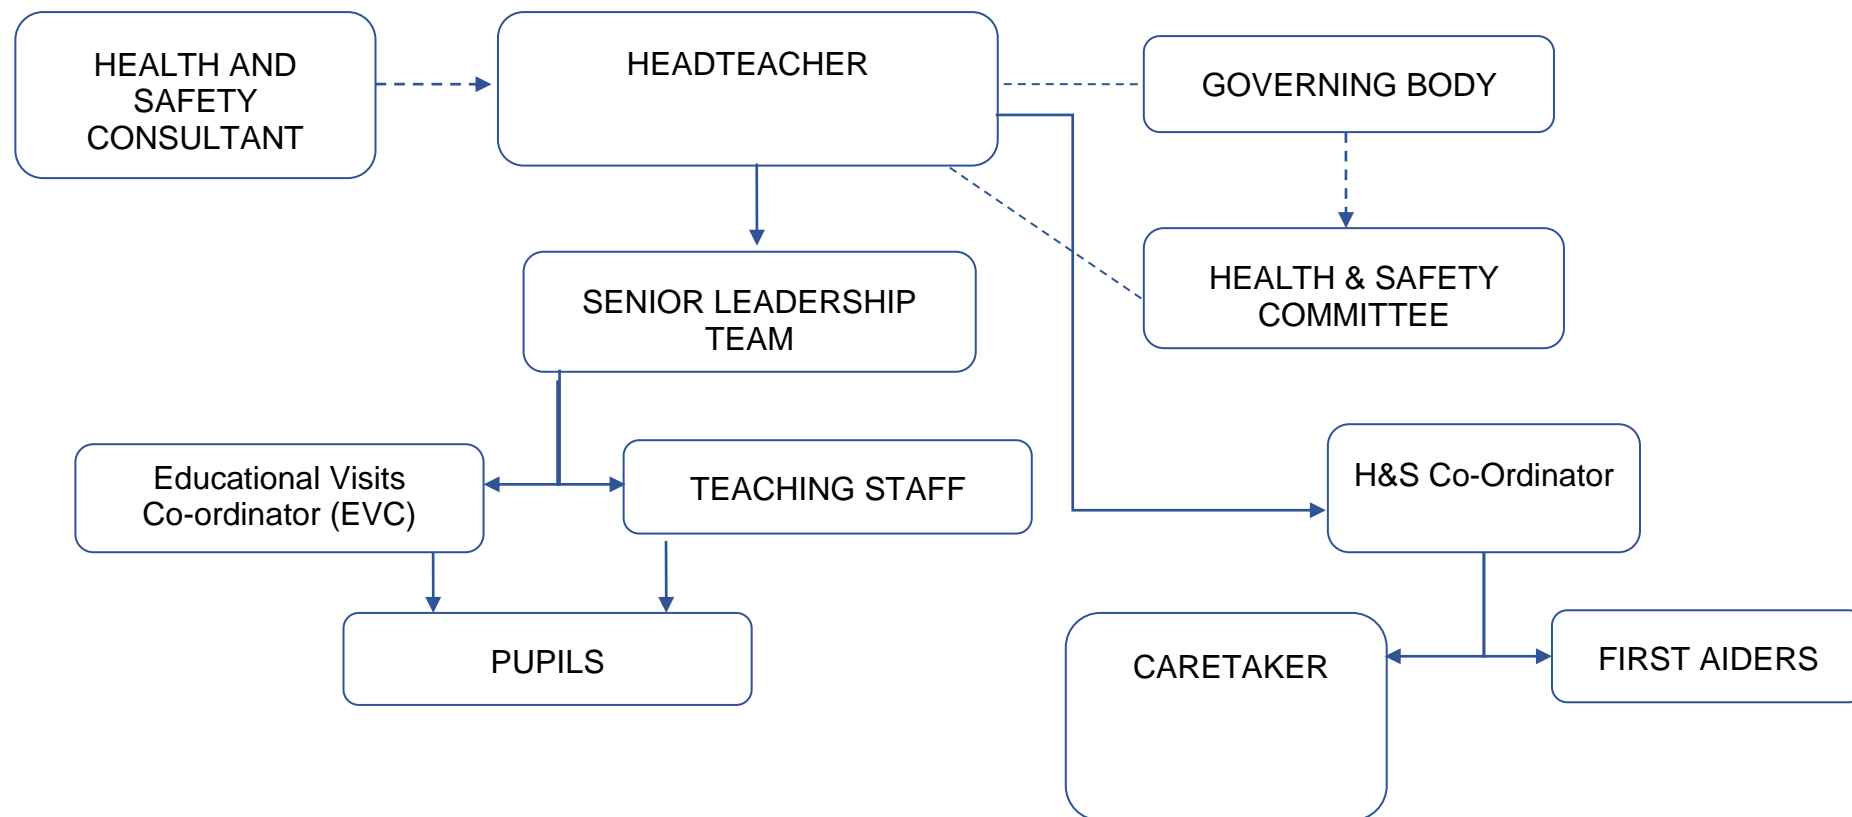 HEALTH AND
SAFETY
CONSULTANT
HEADTEACHER
GOVERNING BODY
SENIOR LEADERSHIP
TEAM
HEALTH & SAFETY
COMMITTEE
Educational Visits
Co-ordinator (EVC)
TEACHING STAFF
H&S Co-Ordinator
PUPILS
CARETAKER
FIRST AIDERS